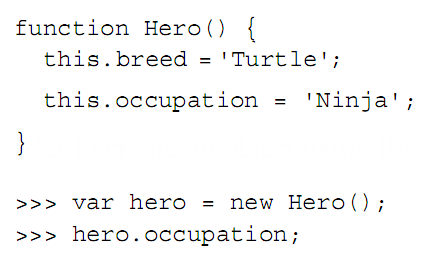 function Hero() {
  this.breed = 'Turtle';
  this.occupation = 'Ninja';
}
>>> var hero = new Hero();
>>> hero.occupation;